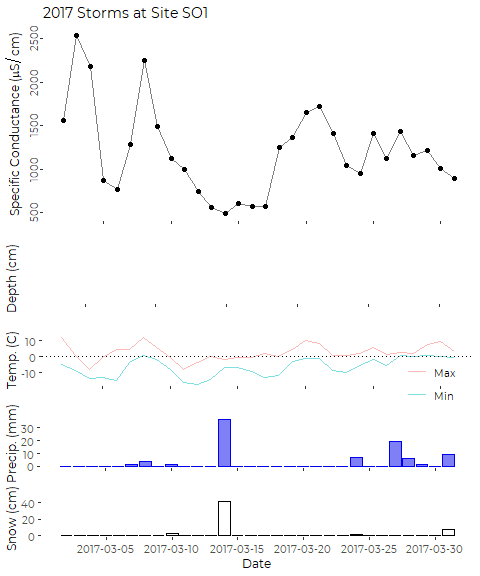 2017 Storms at Site SO1
Specific Conductance (µS/ cm)
2500
2000
1500
1000
500
Depth (cm)
Temp. (C)
10
0
-10
Max
Min
Precip. (mm)
30
20
10
0
Snow (cm)
40
20
0
2017-03-05 2017-03-10 2017-03-15 2017-03-20 2017-03-25 2017-03-30
Date